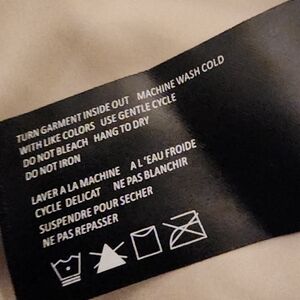 TURN GARMENT INSIDE OUT MACHINE WASH COLD
WITH LIKE COLORS USE GENTLE CYCLE
DO NOT BLEACH HANG TO DRY
DO NOT IRON
LAVER A LA MACHINE A L'EAU FROIDE
CYCLE DELICAT NE PAS BLANCHIR
SUSPENDRE POUR SECHER
NE PAS REPASSER